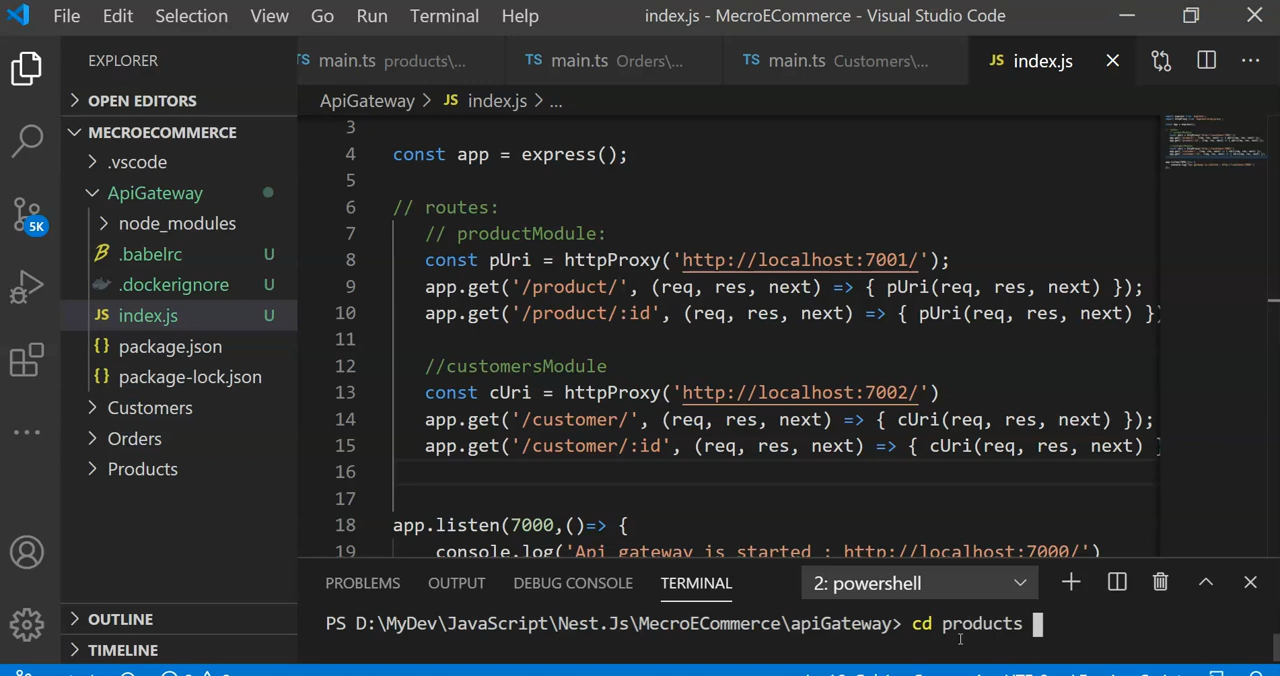 File Edit Selection View Go Run Terminal Help index.js - MecroECommerce - Visual Studio Code
EXPLORER
TS main.ts products\... TS main.ts Orders\... TS main.ts Customers\... JS index.js
OPEN EDITORS
ApiGateway > JS index.js > ...
MECROECOMMERCE
.vscode
ApiGateway
node_modules
.babelrc U
.dockerignore U
JS index.js U
{} package.json
{} package-lock.json
Customers
Orders
Products
OUTLINE
TIMELINE
5K
3
4 const app = express();
5
6 // routes:
7 // productModule:
8 const pUri = httpProxy('http://localhost:7001/');
9 app.get('/product/', (req, res, next) => { pUri(req, res, next) });
10 app.get('/product/:id', (req, res, next) => { pUri(req, res, next) })
11
12 //customersModule
13 const cUri = httpProxy('http://localhost:7002/')
14 app.get('/customer/', (req, res, next) => { cUri(req, res, next) });
15 app.get('/customer/:id', (req, res, next) => { cUri(req, res, next) }
16
17
18 app.listen(7000,()=> {
19 console.log('Api gateway is started : http://localhost:7000/')
PROBLEMS OUTPUT DEBUG CONSOLE TERMINAL 2: powershell
PS D:\MyDev\JavaScript\Nest.Js\MecroECommerce\apiGateway> cd products